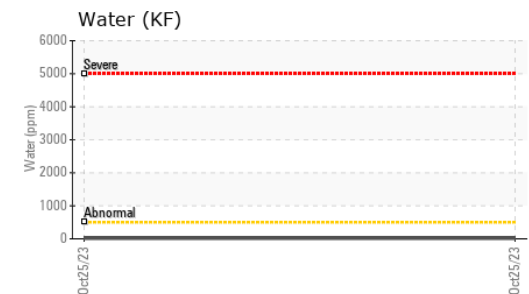 Water (KF)
6000
Severe
5000
4000
Water (ppm)
3000
2000
1000
Abnormal
0
Oct25/23
Oct25/23